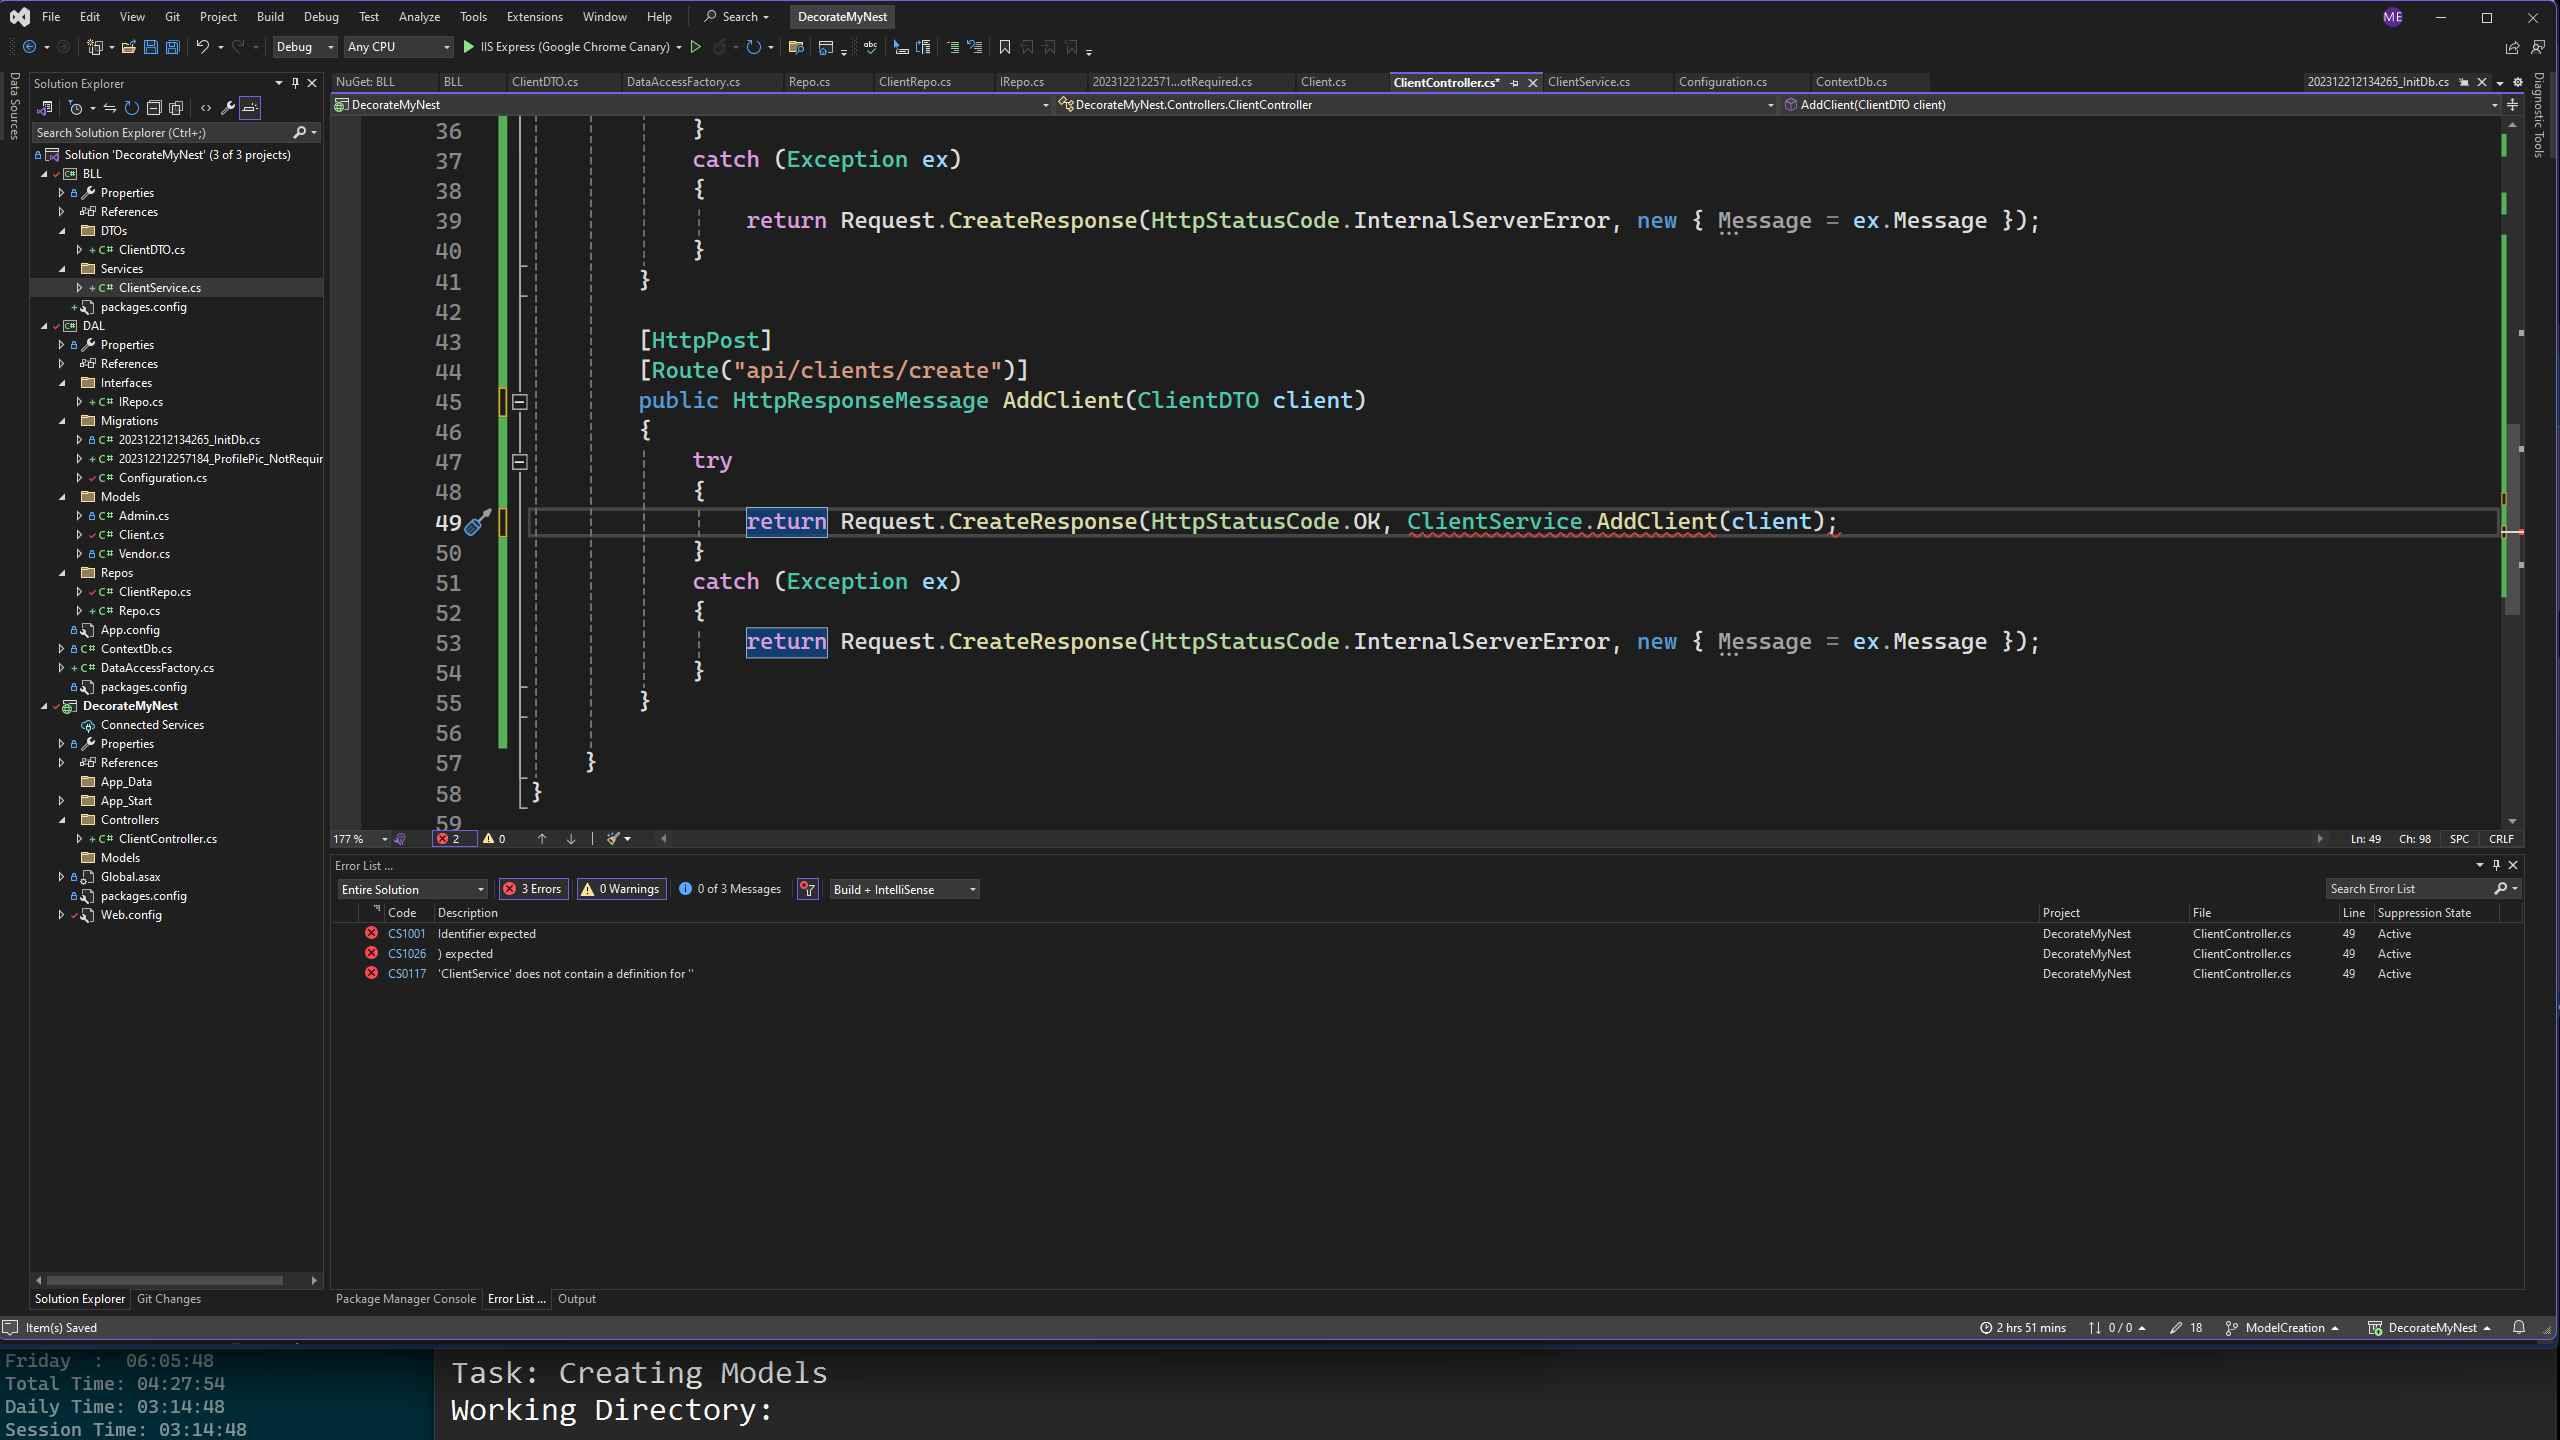 File Edit View Git Project Build Debug Test Analyze Tools Extensions Window Help Search DecorateMyNest ME
Debug Any CPU IIS Express (Google Chrome Canary)
Data Sources
Solution Explorer
Search Solution Explorer (Ctrl+;)
Solution 'DecorateMyNest' (3 of 3 projects)
BLL
Properties
References
DTOs
C# ClientDTO.cs
Services
C# ClientService.cs
packages.config
DAL
Properties
References
Interfaces
C# IRepo.cs
Migrations
C# 202312212134265_InitDb.cs
C# 202312212257184_ProfilePic_NotRequir
C# Configuration.cs
Models
C# Admin.cs
C# Client.cs
C# Vendor.cs
Repos
C# ClientRepo.cs
C# Repo.cs
App.config
C# ContextDb.cs
C# DataAccessFactory.cs
packages.config
DecorateMyNest
Connected Services
Properties
References
App_Data
App_Start
Controllers
C# ClientController.cs
Models
Global.asax
packages.config
Web.config
Solution Explorer Git Changes
NuGet: BLL BLL ClientDTO.cs DataAccessFactory.cs Repo.cs ClientRepo.cs IRepo.cs 2023122122571...otRequired.cs Client.cs ClientController.cs* ClientService.cs Configuration.cs ContextDb.cs 202312212134265_InitDb.cs
DecorateMyNest DecorateMyNest.Controllers.ClientController AddClient(ClientDTO client)
Diagnostic Tools
36 }
37 catch (Exception ex)
38 {
39 return Request.CreateResponse(HttpStatusCode.InternalServerError, new { Message = ex.Message });
40 }
41 }
42
43 [HttpPost]
44 [Route("api/clients/create")]
45 public HttpResponseMessage AddClient(ClientDTO client)
46 {
47 try
48 {
49 return Request.CreateResponse(HttpStatusCode.OK, ClientService.AddClient(client);
50 }
51 catch (Exception ex)
52 {
53 return Request.CreateResponse(HttpStatusCode.InternalServerError, new { Message = ex.Message });
54 }
55 }
56
57 }
58 }
59
177 % 2 0 Ln: 49 Ch: 98 SPC CRLF
Error List ...
Entire Solution 3 Errors 0 Warnings 0 of 3 Messages Build + IntelliSense Search Error List
Code Description Project File Line Suppression State
CS1001 Identifier expected DecorateMyNest ClientController.cs 49 Active
CS1026 ) expected DecorateMyNest ClientController.cs 49 Active
CS0117 'ClientService' does not contain a definition for '' DecorateMyNest ClientController.cs 49 Active
Package Manager Console Error List ... Output
Item(s) Saved 2 hrs 51 mins 0 / 0 18 ModelCreation DecorateMyNest
Friday : 06:05:48
Total Time: 04:27:54
Daily Time: 03:14:48
Session Time: 03:14:48
Task: Creating Models
Working Directory: